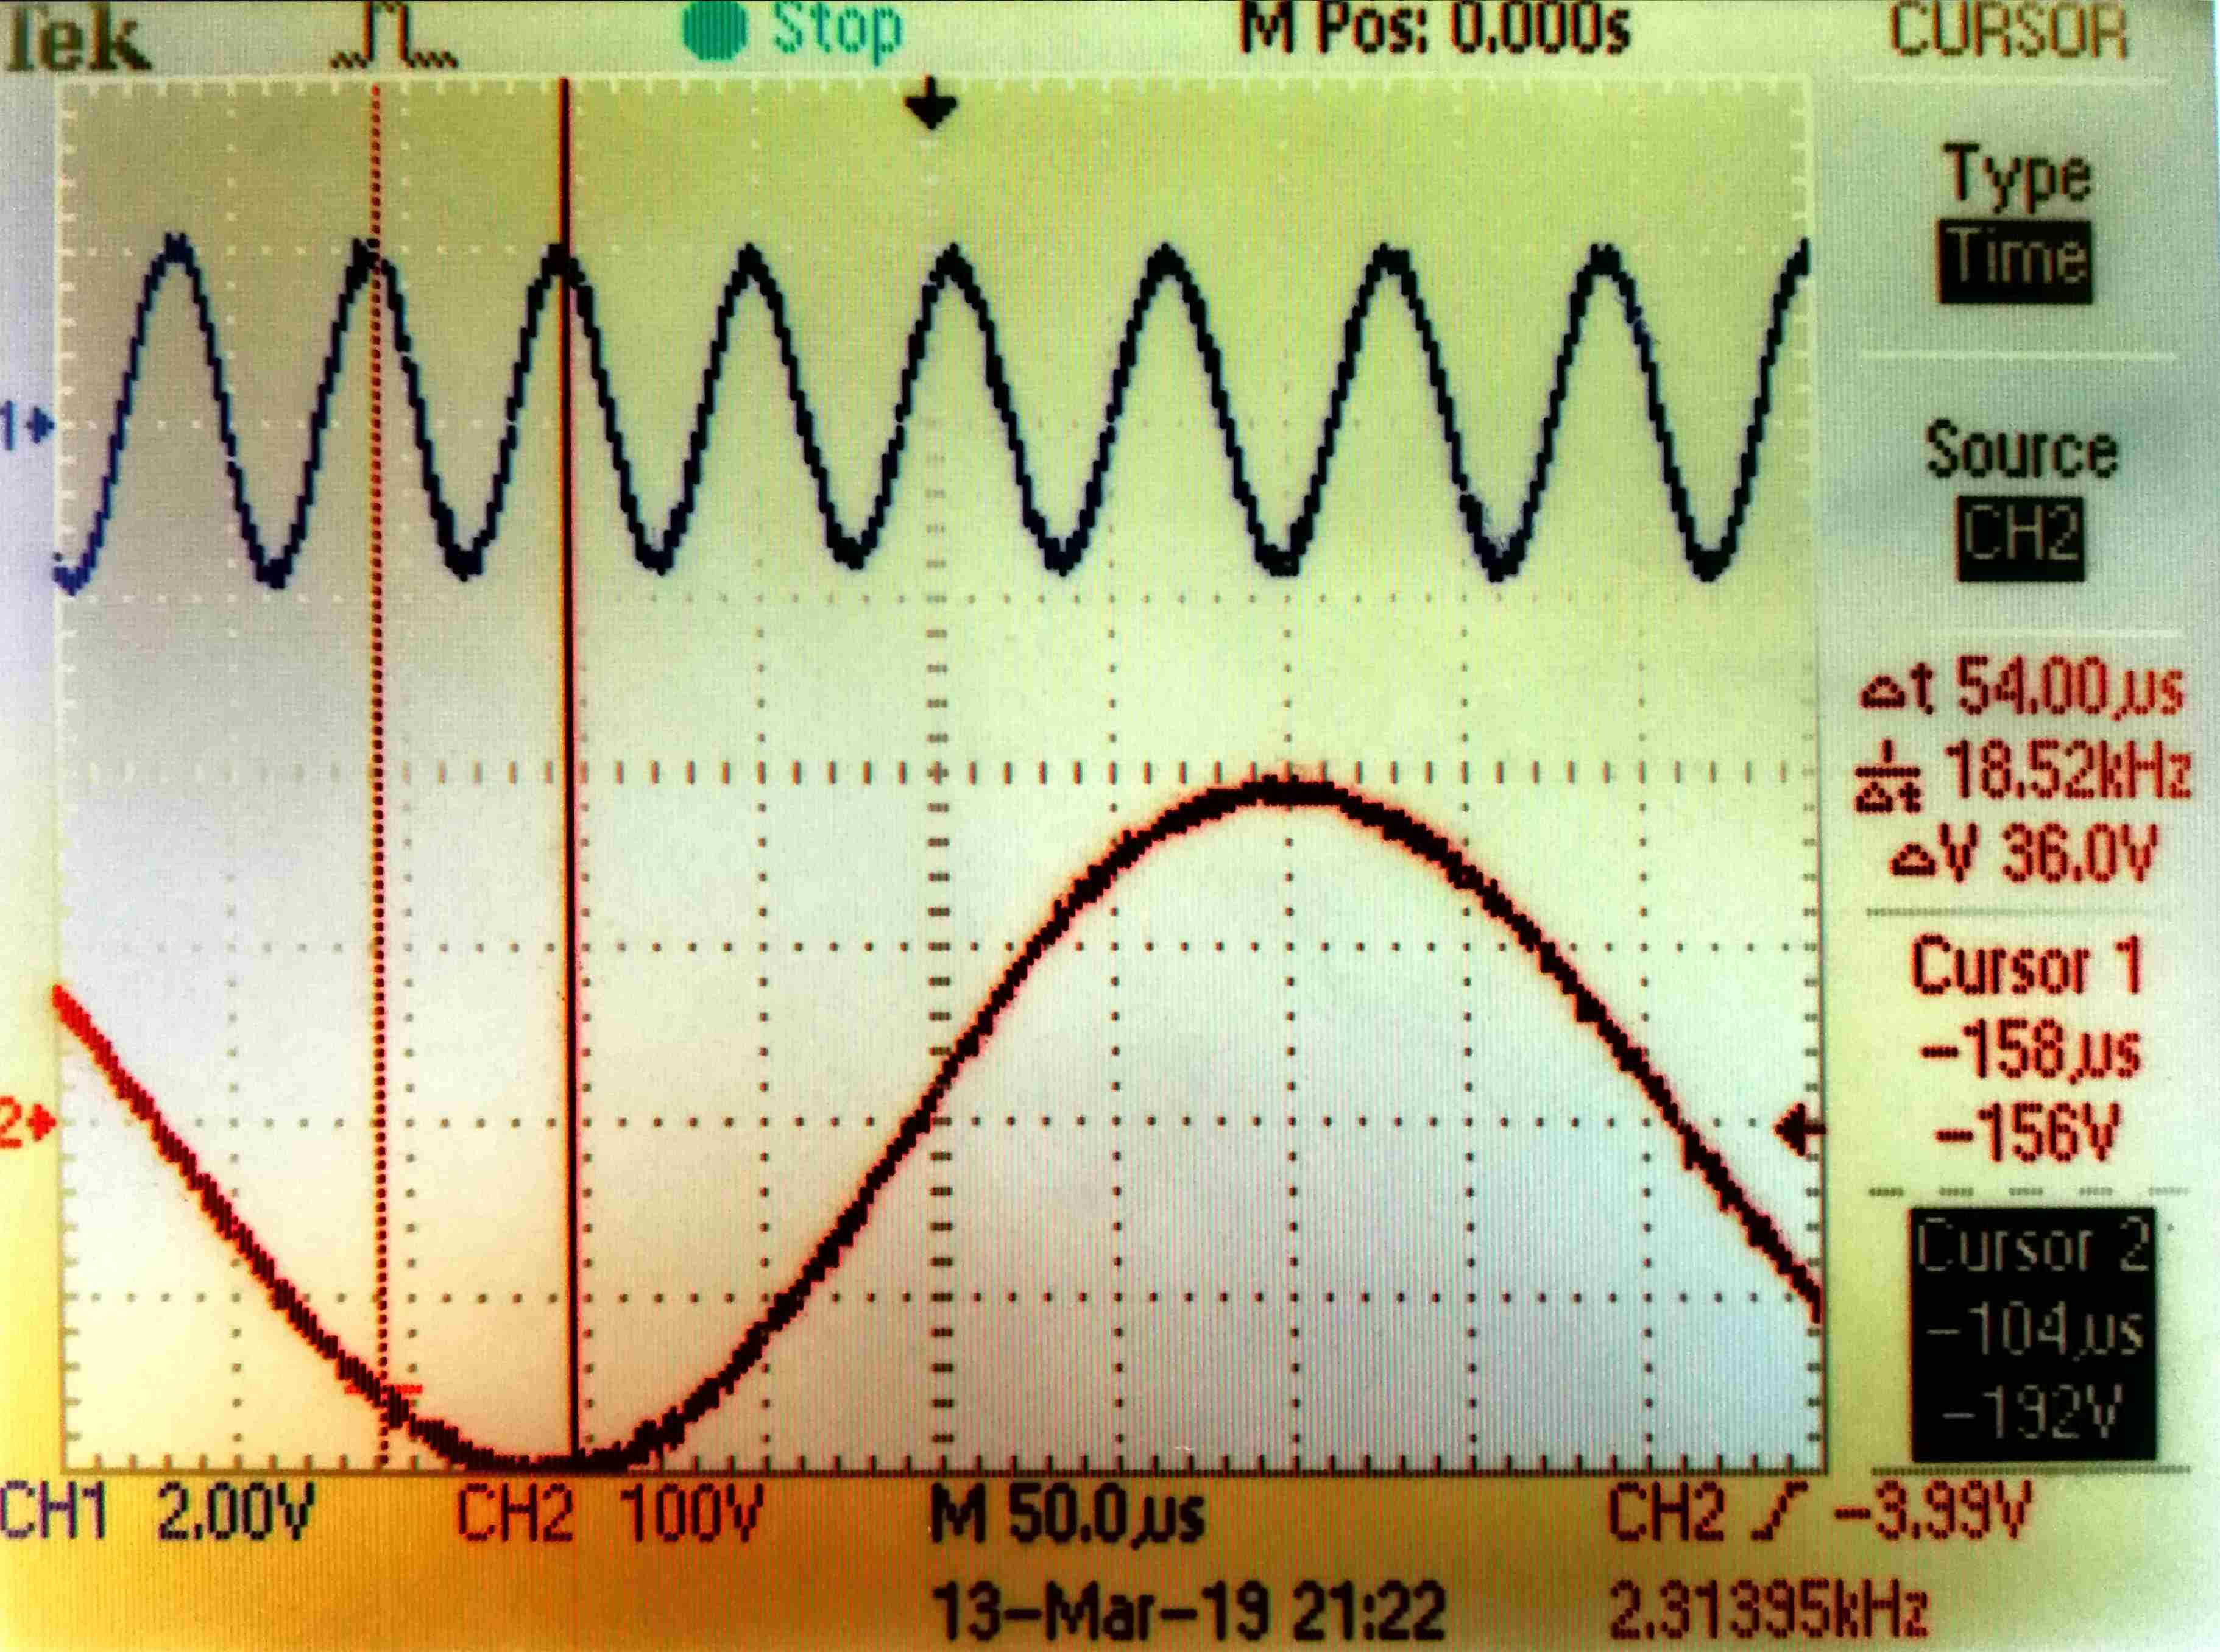 Tek Stop M Pos: 0.000s CURSOR
Type
Time
1
Source
CH2
Δt 54.00µs
1/Δt 18.52kHz
ΔV 36.0V
Cursor 1
-158µs
2
-156V
Cursor 2
-104µs
-192V
CH1 2.00V CH2 100V M 50.0µs CH2 -3.99V
13-Mar-19 21:22 2.31395kHz